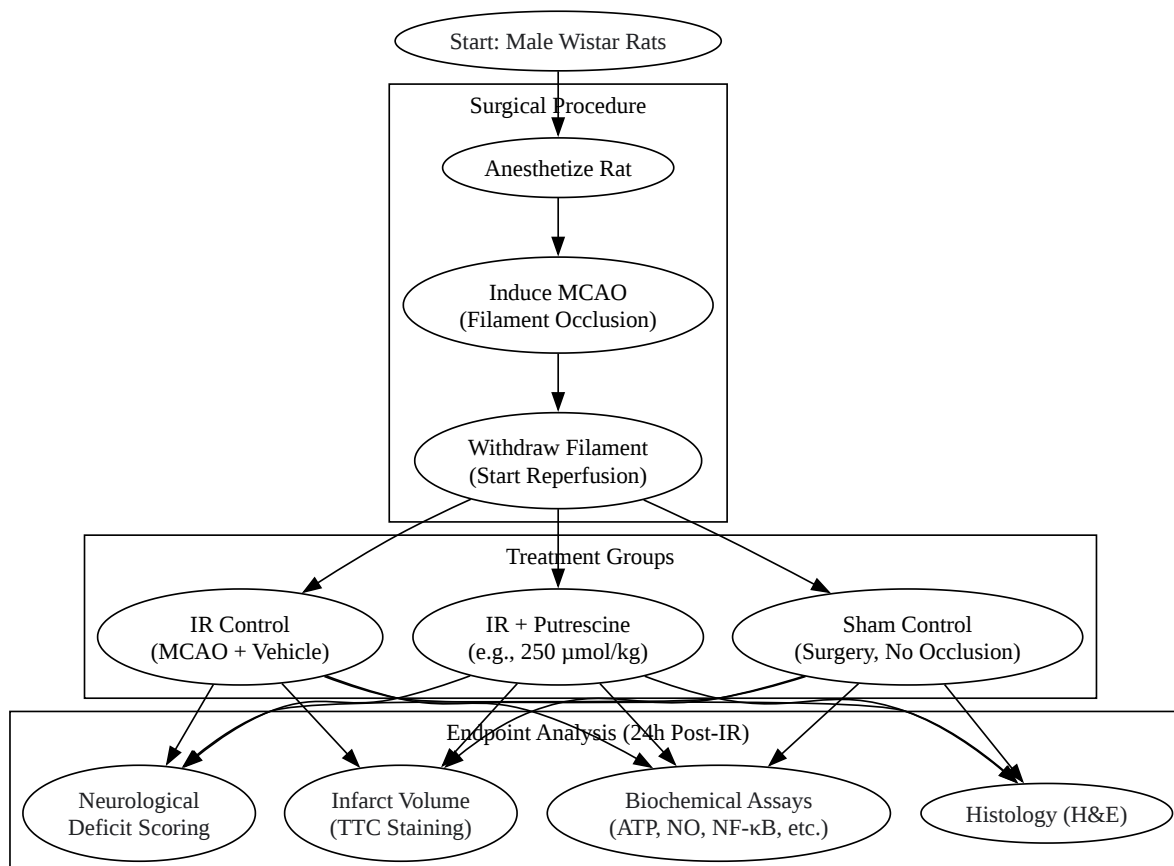 Start: Male Wistar Rats
Surgical Procedure
Anesthetize Rat
Induce MCAO
(Filament Occlusion)
Withdraw Filament
(Start Reperfusion)
Treatment Groups
IR Control
(MCAO + Vehicle)
IR + Putrescine
(e.g., 250 µmol/kg)
Sham Control
(Surgery, No Occlusion)
Endpoint Analysis (24h Post-IR)
Neurological
Deficit Scoring
Infarct Volume
(TTC Staining)
Biochemical Assays
(ATP, NO, NF-κB, etc.)
Histology (H&E)